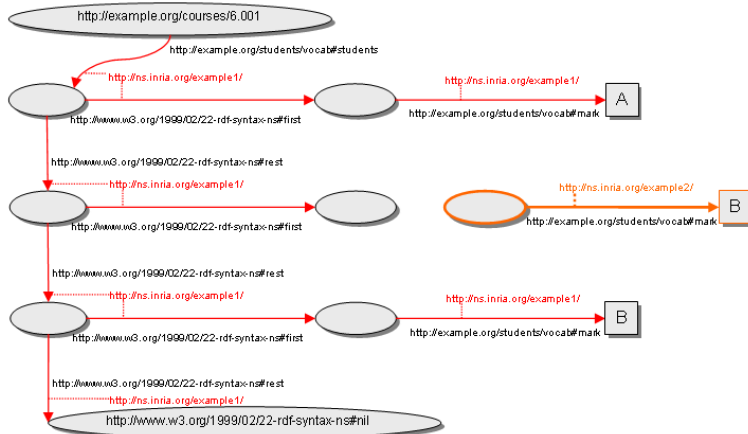 http://example.org/courses/6.001
http://example.org/students/vocab#students
http://ns.inria.org/example1/
http://ns.inria.org/example1/
A
http://www.w3.org/1999/02/22-rdf-syntax-ns#first
http://example.org/students/vocab#mark
http://www.w3.org/1999/02/22-rdf-syntax-ns#rest
http://ns.inria.org/example1/
http://ns.inria.org/example2/
B
http://www.w3.org/1999/02/22-rdf-syntax-ns#first
http://example.org/students/vocab#mark
http://www.w3.org/1999/02/22-rdf-syntax-ns#rest
http://ns.inria.org/example1/
http://ns.inria.org/example1/
B
http://www.w3.org/1999/02/22-rdf-syntax-ns#first
http://example.org/students/vocab#mark
http://www.w3.org/1999/02/22-rdf-syntax-ns#rest
http://ns.inria.org/example1/
http://www.w3.org/1999/02/22-rdf-syntax-ns#nil